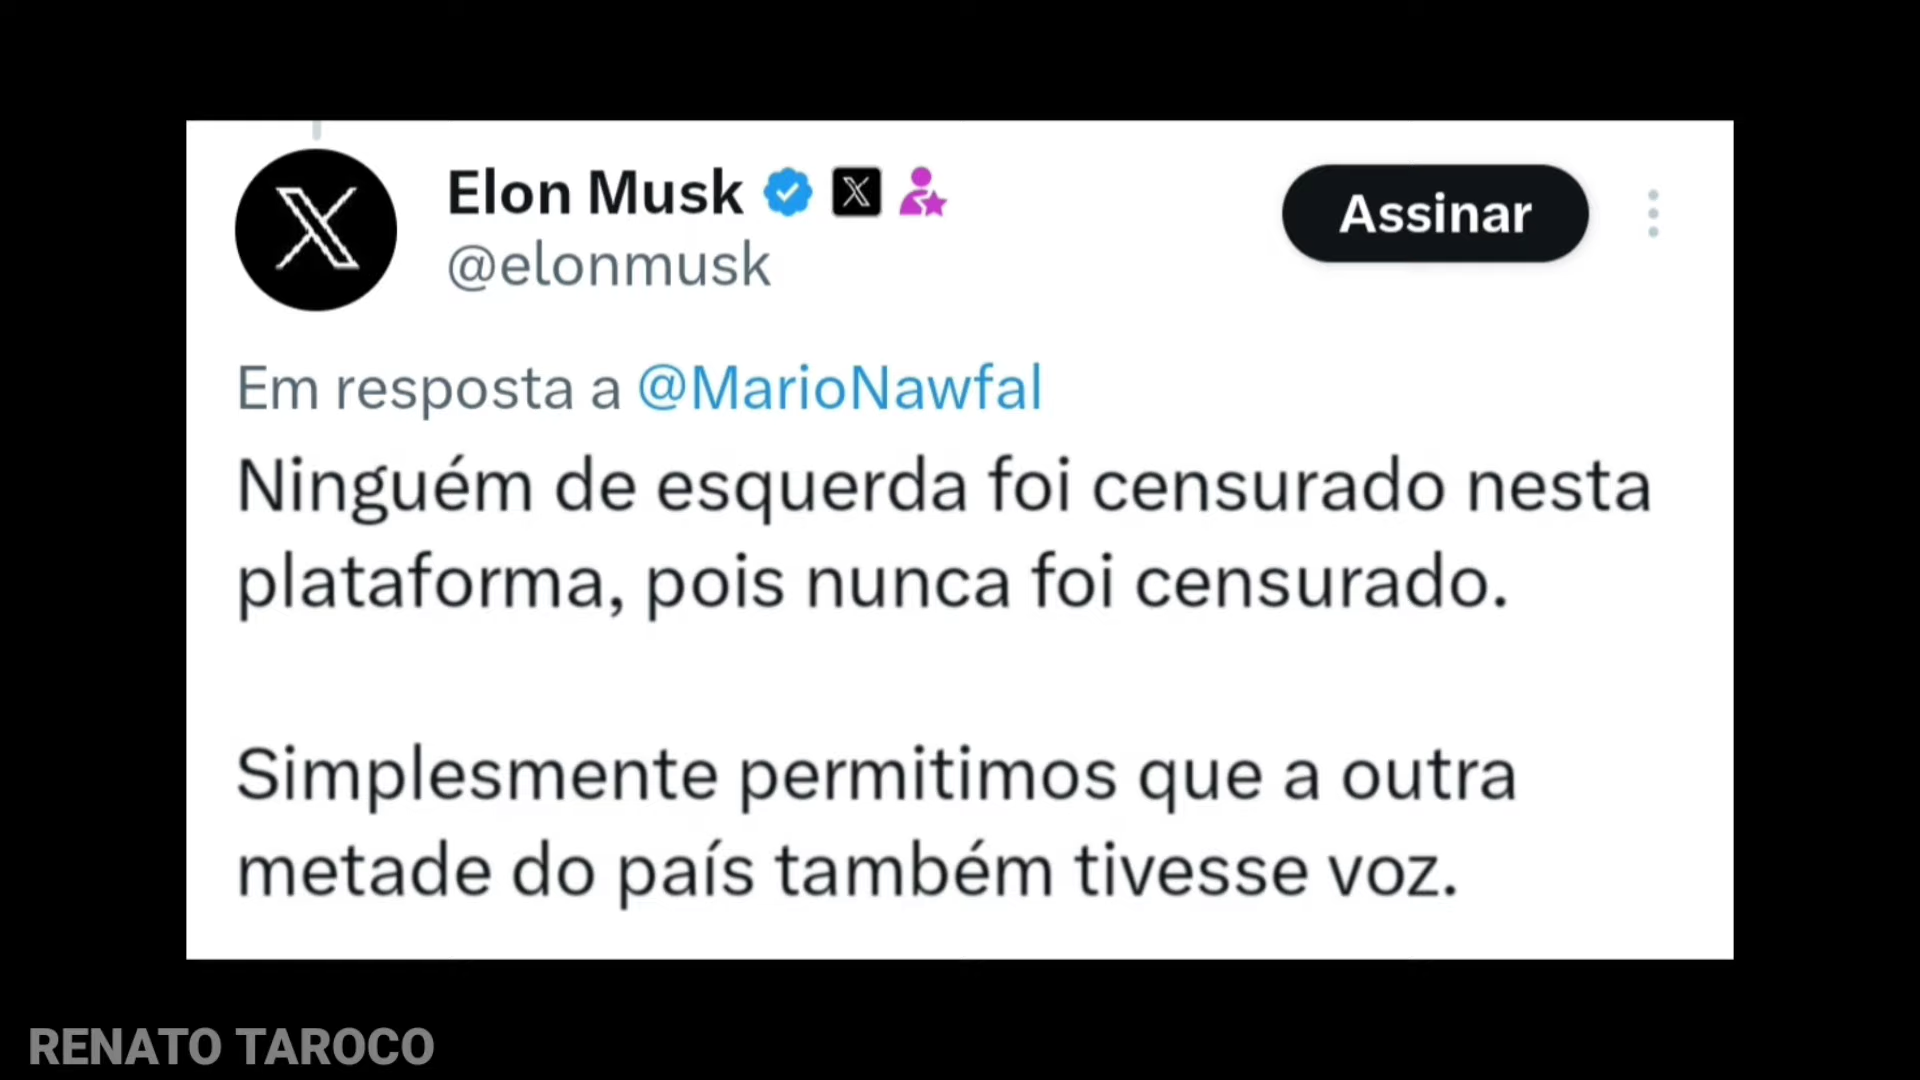 Elon Musk
@elonmusk
Assinar
Em resposta a @MarioNawfal
Ninguém de esquerda foi censurado nesta
plataforma, pois nunca foi censurado.
Simplesmente permitimos que a outra
metade do país também tivesse voz.
RENATO TAROCO